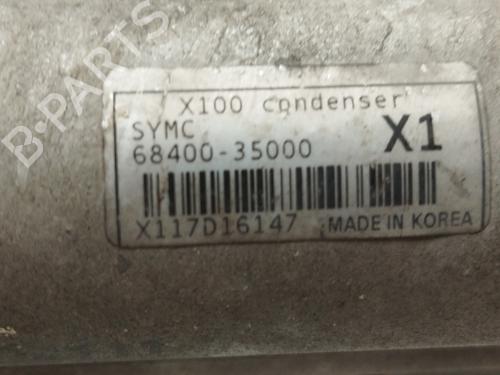 B-PARTS
X100 condenser
SYMC
68400-35000
X1
X117D16147
MADE IN KOREA